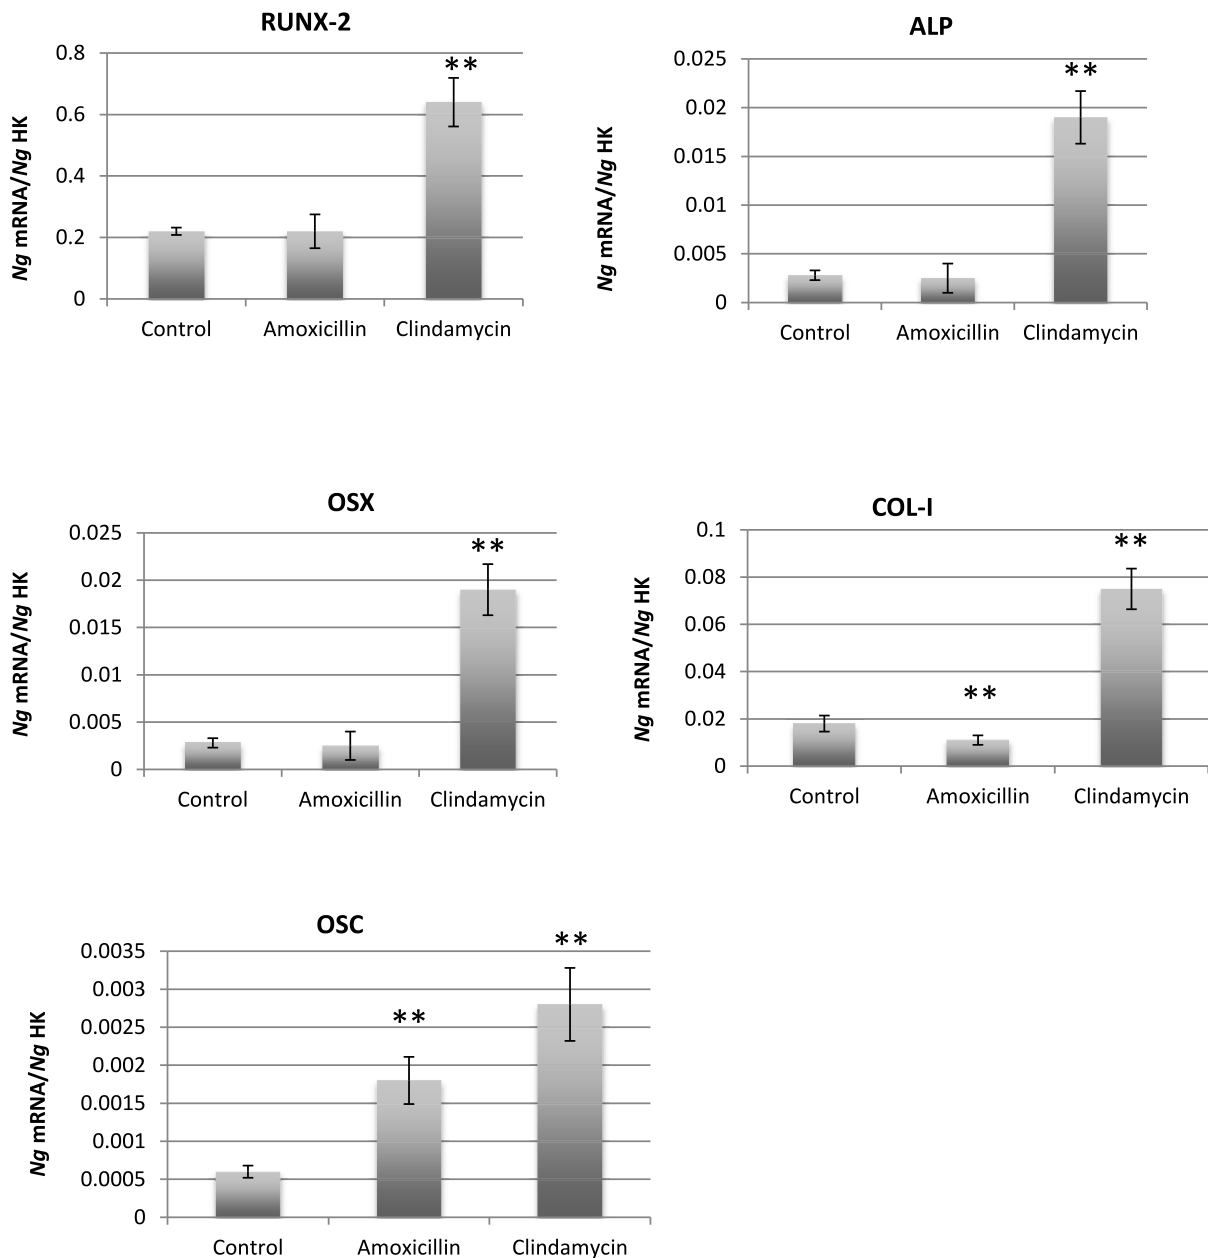 RUNX-2
0.8
0.6
0.4
0.2
0
Ng mRNA/Ng HK
**
Control Amoxicillin Clindamycin
ALP
0.025
0.02
0.015
0.01
0.005
0
Ng mRNA/Ng HK
**
Control Amoxicillin Clindamycin
OSX
0.025
0.02
0.015
0.01
0.005
0
Ng mRNA/Ng HK
**
Control Amoxicillin Clindamycin
COL-I
0.1
0.08
0.06
0.04
0.02
0
Ng mRNA/Ng HK
**
**
Control Amoxicillin Clindamycin
OSC
0.0035
0.003
0.0025
0.002
0.0015
0.001
0.0005
0
Ng mRNA/Ng HK
**
**
Control Amoxicillin Clindamycin